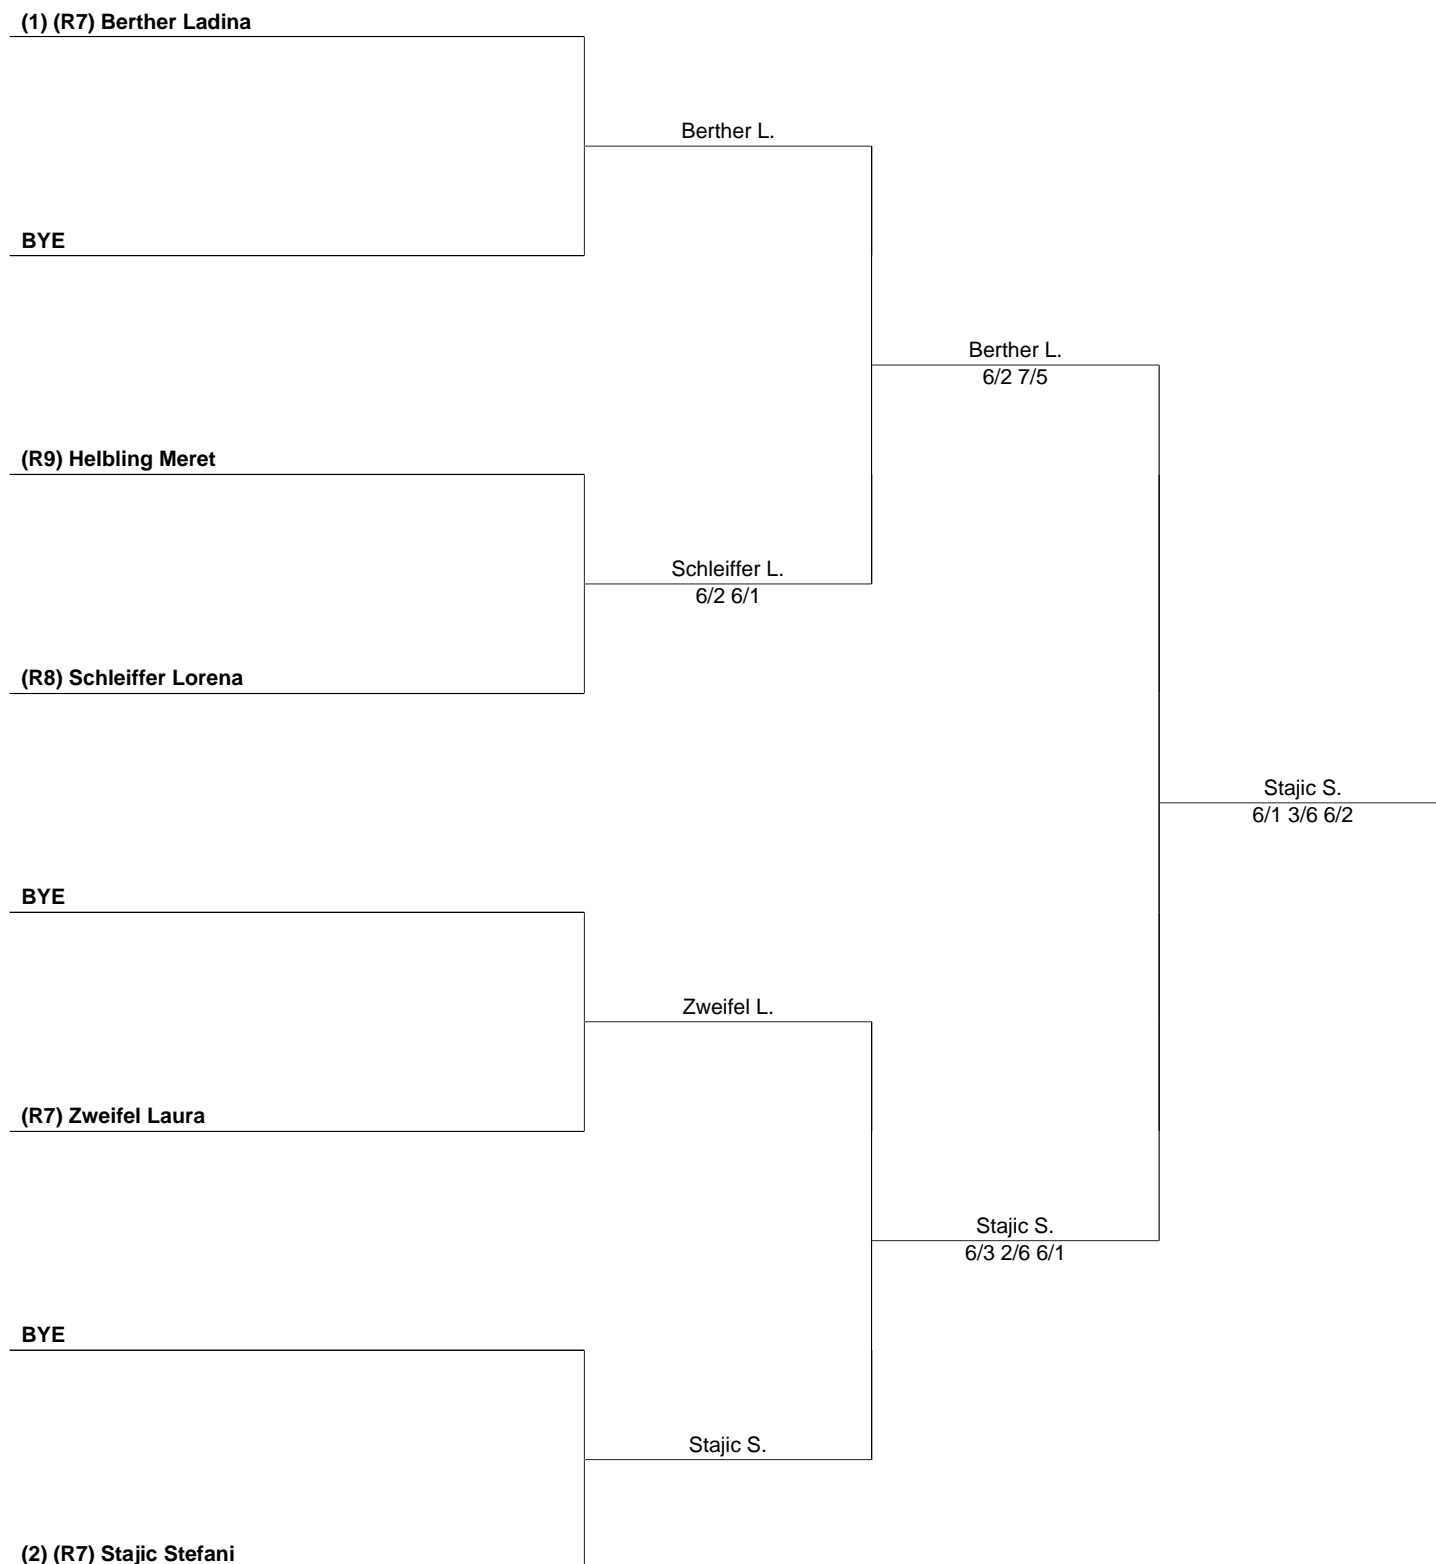 (1) (R7) Berther Ladina
Berther L.
BYE
Berther L.
6/2 7/5
(R9) Helbling Meret
Schleiffer L.
6/2 6/1
(R8) Schleiffer Lorena
Stajic S.
6/1 3/6 6/2
BYE
Zweifel L.
(R7) Zweifel Laura
Stajic S.
6/3 2/6 6/1
BYE
Stajic S.
(2) (R7) Stajic Stefani